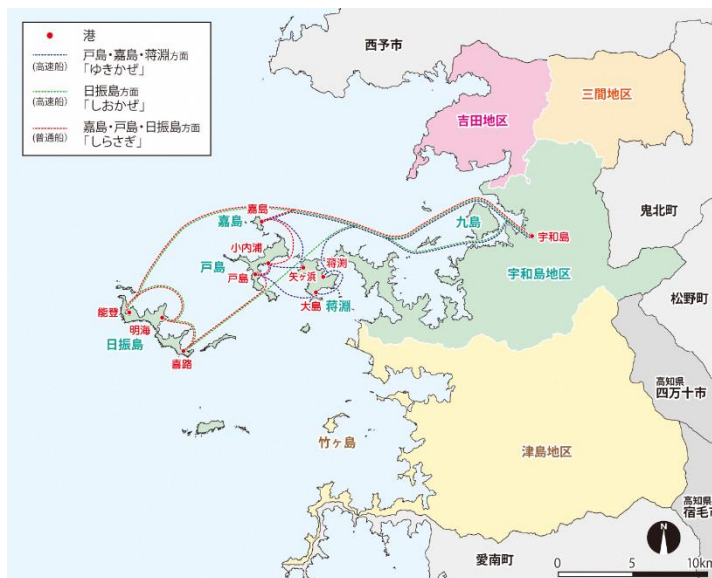 港
戸島・嘉島・蒋淵方面
(高速船)
「ゆきかぜ」
日振島方面
(高速船)
「しおかぜ」
嘉島・戸島・日振島方面
(普通船)
「しらさぎ」
西予市
三間地区
吉田地区
鬼北町
嘉島
嘉島
九島
宇和島
小内浦
戸島
戸島
矢ヶ浜
蒋渕
宇和島地区
大島
蒋淵
松野町
能登
明海
日振島
喜路
高知県
四万十市
竹ヶ島
津島地区
高知県
宿毛市
愛南町
N
0 5 10km